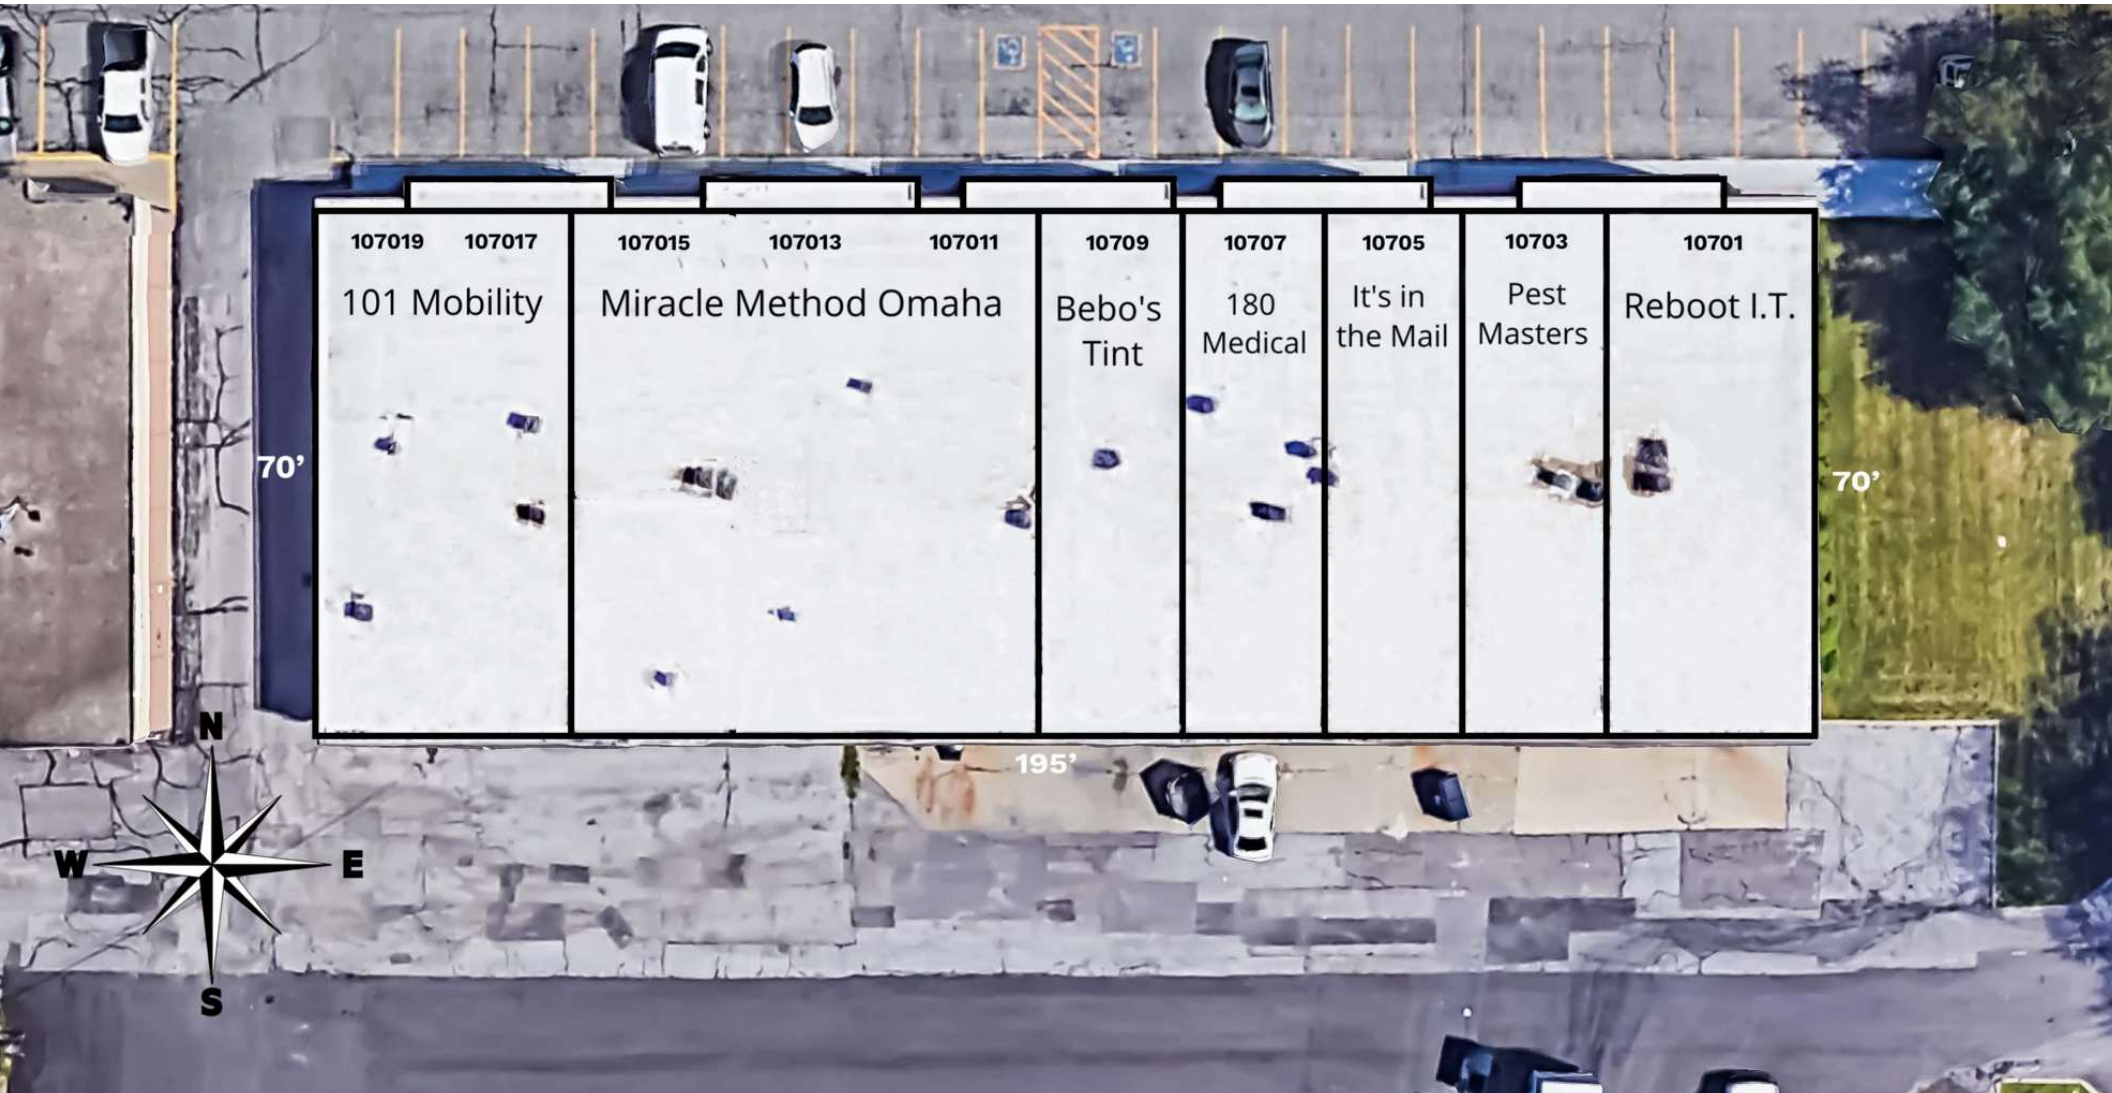 107019 107017 107015 107013 107011 10709 10707 10705 10703 10701
101 Mobility
Miracle Method Omaha
Bebo's
Tint
180
Medical
It's in
the Mail
Pest
Masters
Reboot I.T.
70’
70’
195’
N
W
E
S